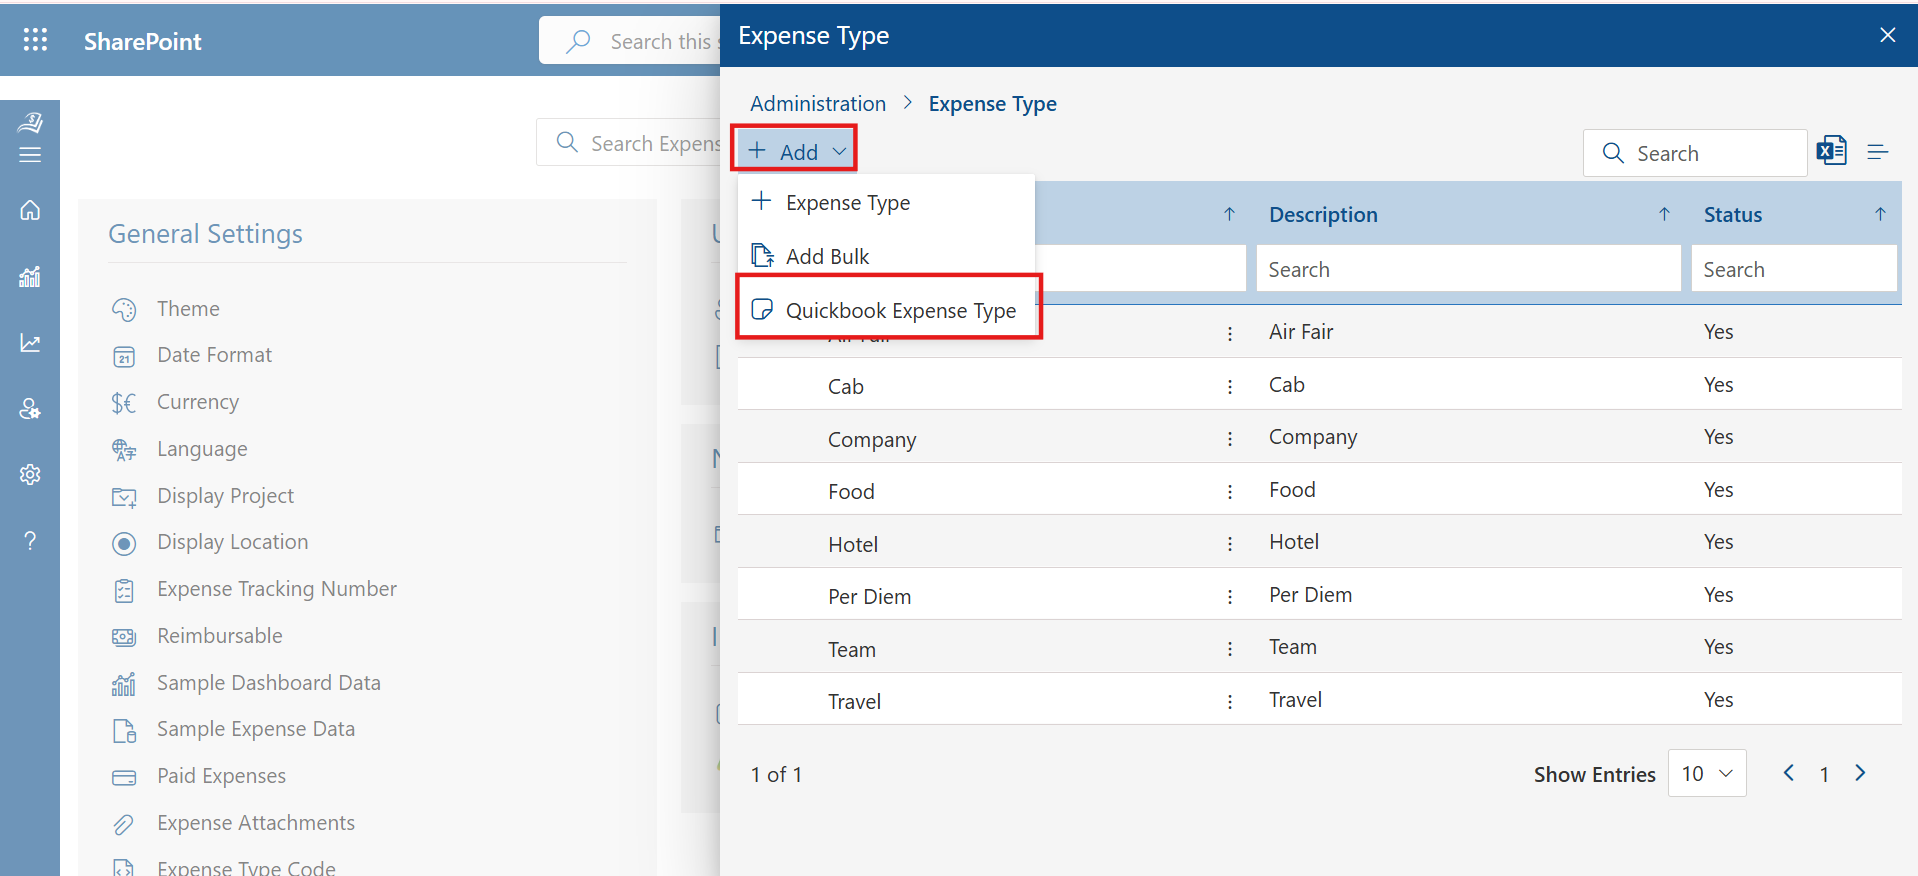 SharePoint
Search this
Search Expens
General Settings
Theme
21
Date Format
Currency
Language
Display Project
Display Location
Expense Tracking Number
Reimbursable
Sample Dashboard Data
Sample Expense Data
Paid Expenses
Expense Attachments
Expense Type Code
Expense Type
Administration > Expense Type
+ Add
Search
Expense Type
Add Bulk
Quickbook Expense Type
Description
Status
Search
Search
Air Fair Air Fair Yes
Cab Cab Yes
Company Company Yes
Food Food Yes
Hotel Hotel Yes
Per Diem Per Diem Yes
Team Team Yes
Travel Travel Yes
1 of 1
Show Entries 10 < 1 >